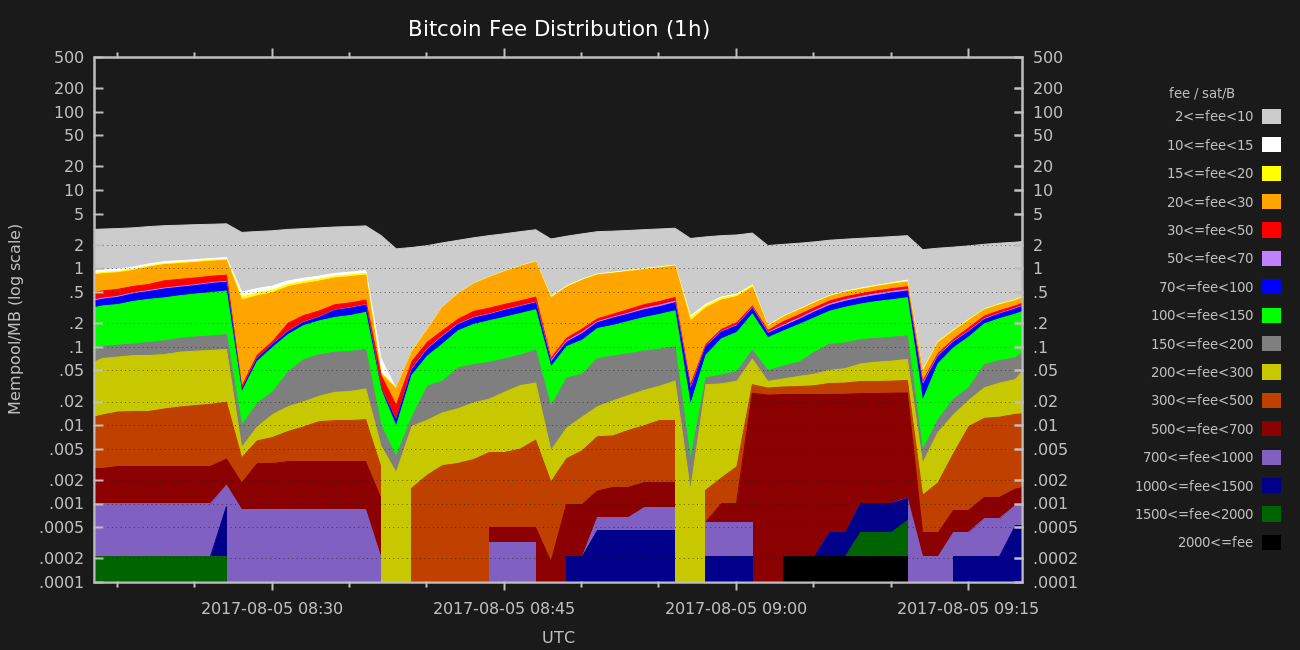 Bitcoin Fee Distribution (1h)
500 500
200 200
100 100
50 50
20 20
10 10
5 5
2 2
1 1
.5 .5
.2 .2
.1 .1
.05 .05
.02 .02
.01 .01
.005 .005
.002 .002
.001 .001
.0005 .0005
.0002 .0002
.0001 .0001
Mempool/MB (log scale)
2017-08-05 08:30 2017-08-05 08:45 2017-08-05 09:00 2017-08-05 09:15
UTC
fee / sat/B
2<=fee<10
10<=fee<15
15<=fee<20
20<=fee<30
30<=fee<50
50<=fee<70
70<=fee<100
100<=fee<150
150<=fee<200
200<=fee<300
300<=fee<500
500<=fee<700
700<=fee<1000
1000<=fee<1500
1500<=fee<2000
2000<=fee